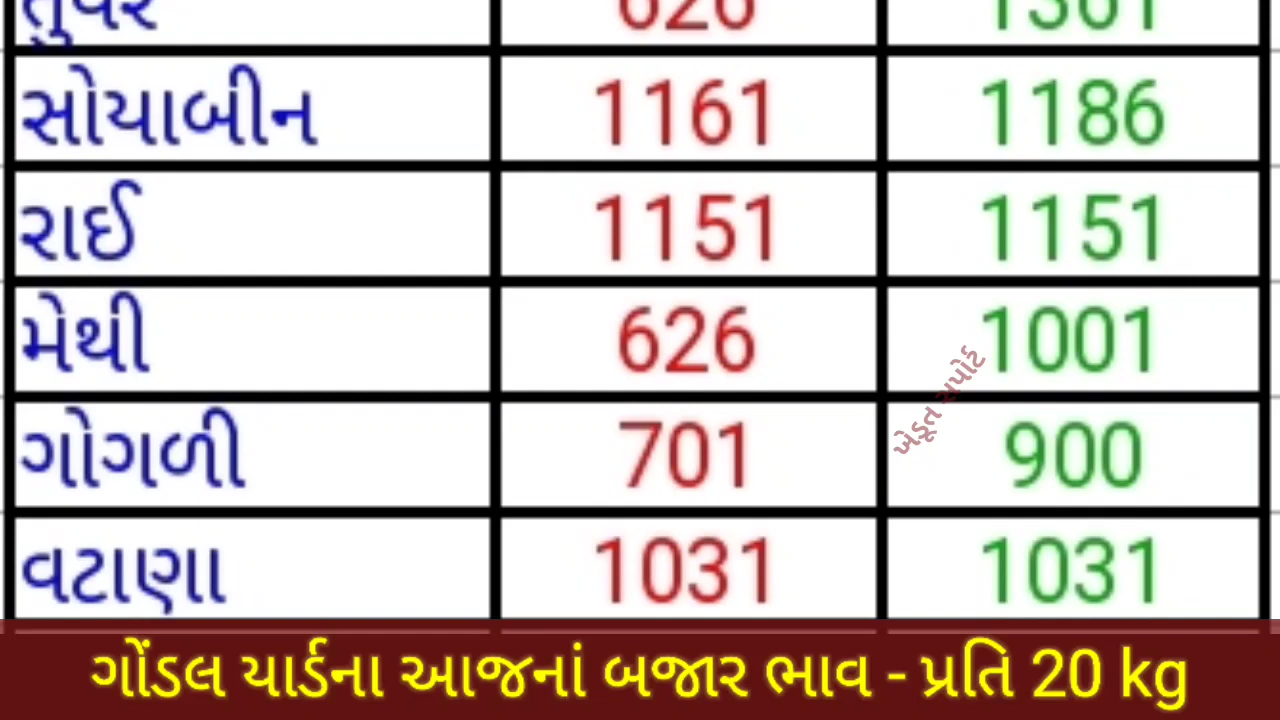 તુવેર 626 1361
સોયાબીન 1161 1186
રાઈ 1151 1151
મેથી 626 1001
ગોગળી 701 900
વટાણા 1031 1031
ખેડૂત સપોર્ટ
ગોંડલ યાર્ડના આજનાં બજાર ભાવ - પ્રતિ 20 kg